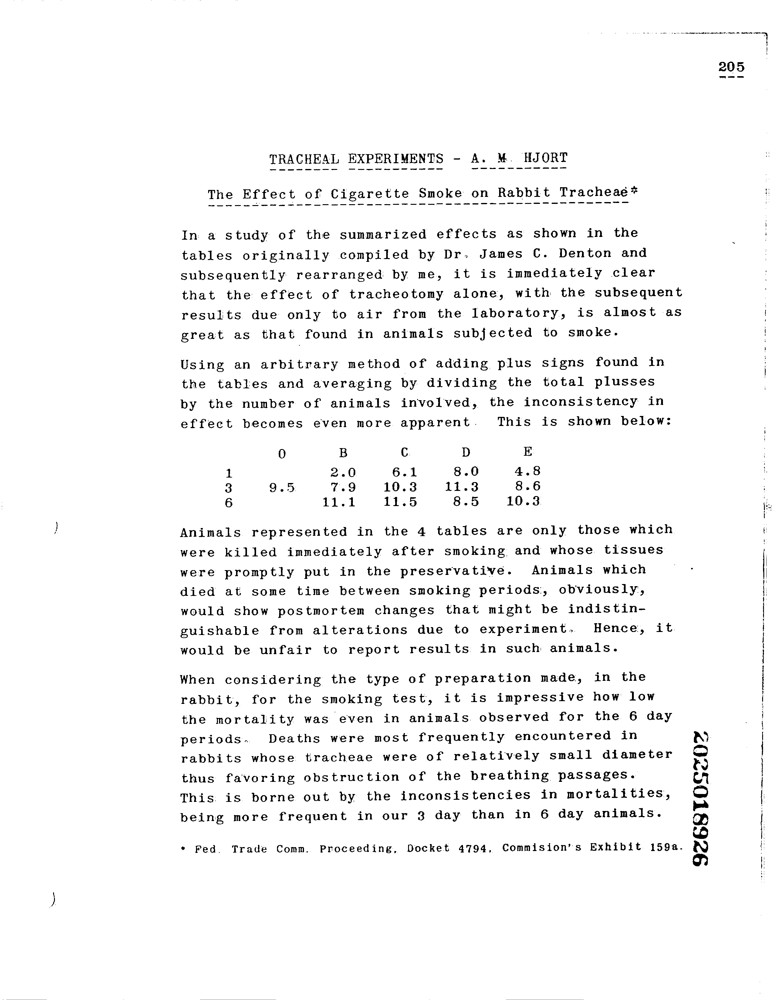 205
TRACHEAL EXPERIMENTS - A. M. HJORT
The Effect of Cigarette Smoke on Rabbit Tracheae*
In a study of the summarized effects as shown in the
tables originally compiled by Dr. James C. Denton and
subsequently rearranged by me, it is immediately clear
that the effect of tracheotomy alone, with the subsequent
results due only to air from the laboratory, is almost as
great as that found in animals subjected to smoke.
Using an arbitrary method of adding plus signs found in
the tables and averaging by dividing the total plusses
by the number of animals involved, the inconsistency in
effect becomes even more apparent. This is shown below:
O B C D E
1 2.0 6.1 8.0 4.8
3 9.5 7.9 10.3 11.3 8.6
6 11.1 11.5 8.5 10.3
Animals represented in the 4 tables are only those which
were killed immediately after smoking and whose tissues
were promptly put in the preservative. Animals which
died at some time between smoking periods, obviously,
would show postmortem changes that might be indistin-
guishable from alterations due to experiment. Hence, it
would be unfair to report results in such animals.
When considering the type of preparation made, in the
rabbit, for the smoking test, it is impressive how low
the mortality was even in animals observed for the 6 day
periods. Deaths were most frequently encountered in
rabbits whose tracheae were of relatively small diameter
thus favoring obstruction of the breathing passages.
This is borne out by the inconsistencies in mortalities,
being more frequent in our 3 day than in 6 day animals.
* Fed. Trade Comm. Proceeding, Docket 4794, Commision's Exhibit 159a.
2025018926